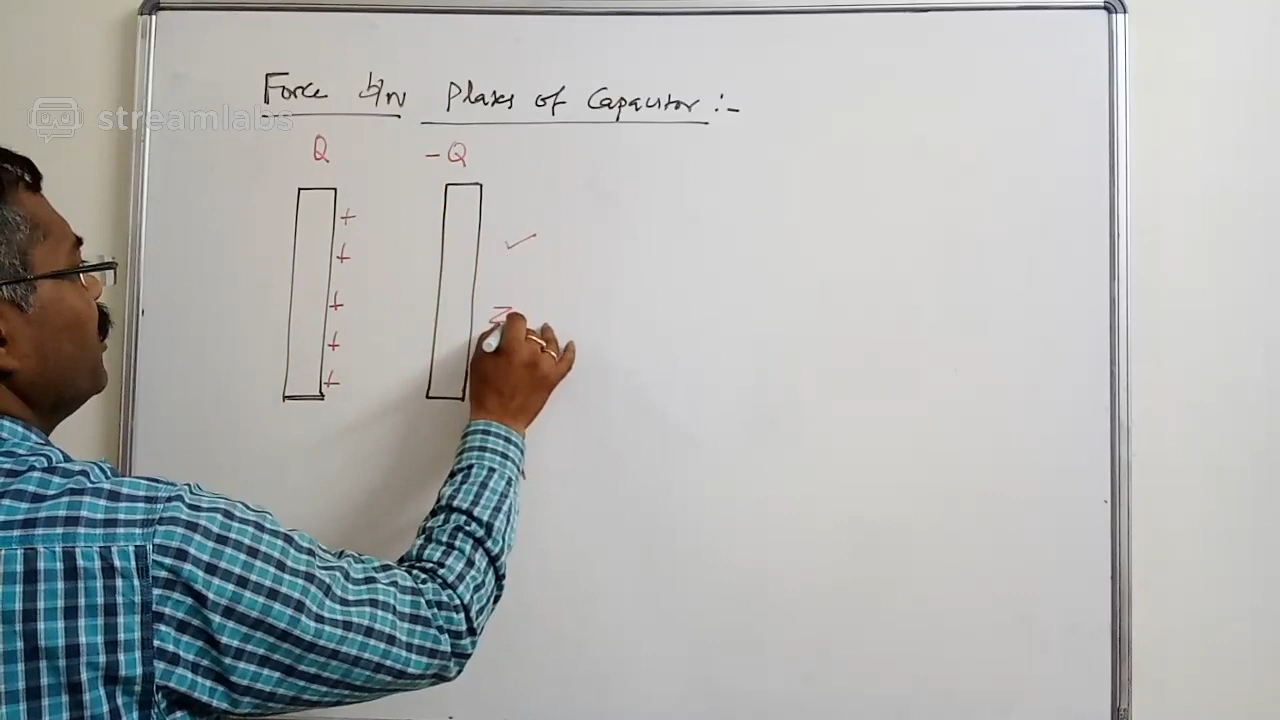 streamlabs
Force b/n Plates of Capacitor :-
Q -Q
+
+
+
+
+